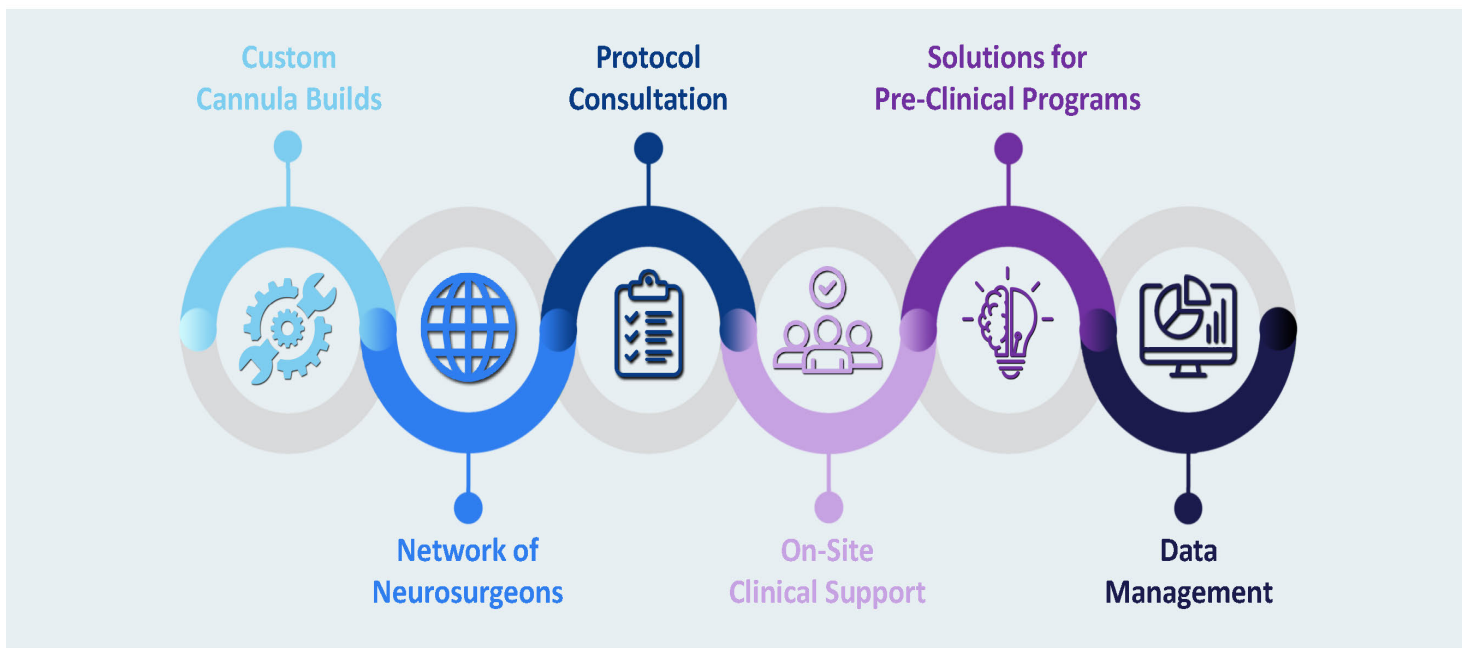 Custom
Cannula Builds
Protocol
Consultation
Solutions for
Pre-Clinical Programs
Network of
Neurosurgeons
On-Site
Clinical Support
Data
Management